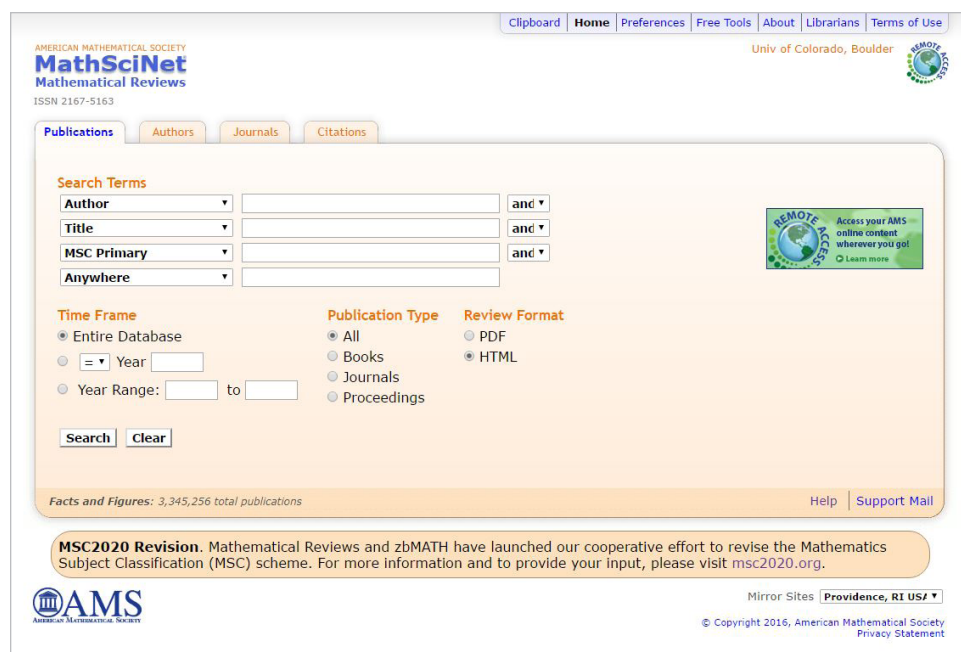 Clipboard Home Preferences Free Tools About Librarians Terms of Use
AMERICAN MATHEMATICAL SOCIETY
MathSciNet
Mathematical Reviews
ISSN 2167-5163
Univ of Colorado, Boulder
REMOTE ACCESS
Publications Authors Journals Citations
Search Terms
Author and
Title and
MSC Primary and
Anywhere
REMOTE ACCESS
Access your AMS
online content
wherever you go!
Learn more
Time Frame Publication Type Review Format
Entire Database All PDF
= Year Books HTML
Year Range: to Journals
Proceedings
Search Clear
Facts and Figures: 3,345,256 total publications Help Support Mail
MSC2020 Revision. Mathematical Reviews and zbMATH have launched our cooperative effort to revise the Mathematics
Subject Classification (MSC) scheme. For more information and to provide your input, please visit msc2020.org.
AMS
AMERICAN MATHEMATICAL SOCIETY
Mirror Sites Providence, RI USA
© Copyright 2016, American Mathematical Society
Privacy Statement